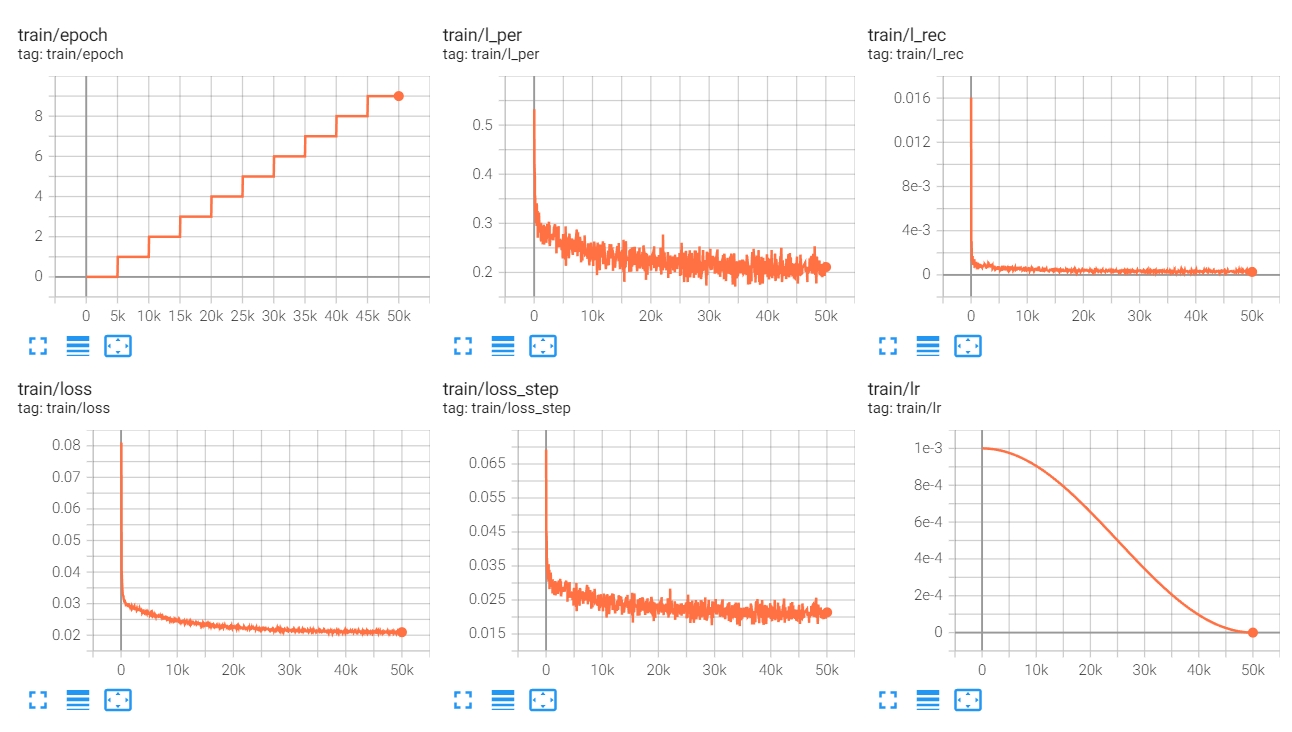 train/epoch
tag: train/epoch
8
6
4
2
0
0 5k 10k 15k 20k 25k 30k 35k 40k 45k 50k
train/l_per
tag: train/l_per
0.5
0.4
0.3
0.2
0 10k 20k 30k 40k 50k
train/l_rec
tag: train/l_rec
0.016
0.012
8e-3
4e-3
0
0 10k 20k 30k 40k 50k
train/loss
tag: train/loss
0.08
0.07
0.06
0.05
0.04
0.03
0.02
0 10k 20k 30k 40k 50k
train/loss_step
tag: train/loss_step
0.065
0.055
0.045
0.035
0.025
0.015
0 10k 20k 30k 40k 50k
train/lr
tag: train/lr
1e-3
8e-4
6e-4
4e-4
2e-4
0
0 10k 20k 30k 40k 50k